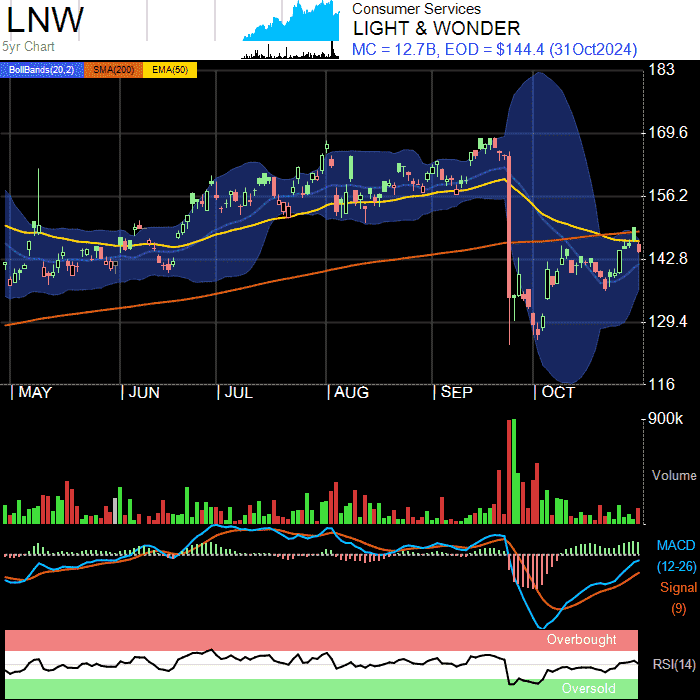 LNW
5yr Chart
Consumer Services
LIGHT & WONDER
MC = 12.7B, EOD = $144.4 (31Oct2024)
BollBands(20,2) SMA(200) EMA(50)
183
169.6
156.2
142.8
129.4
116
MAY JUN JUL AUG SEP OCT
900k
Volume
MACD
(12-26)
Signal
(9)
Overbought
RSI(14)
Oversold